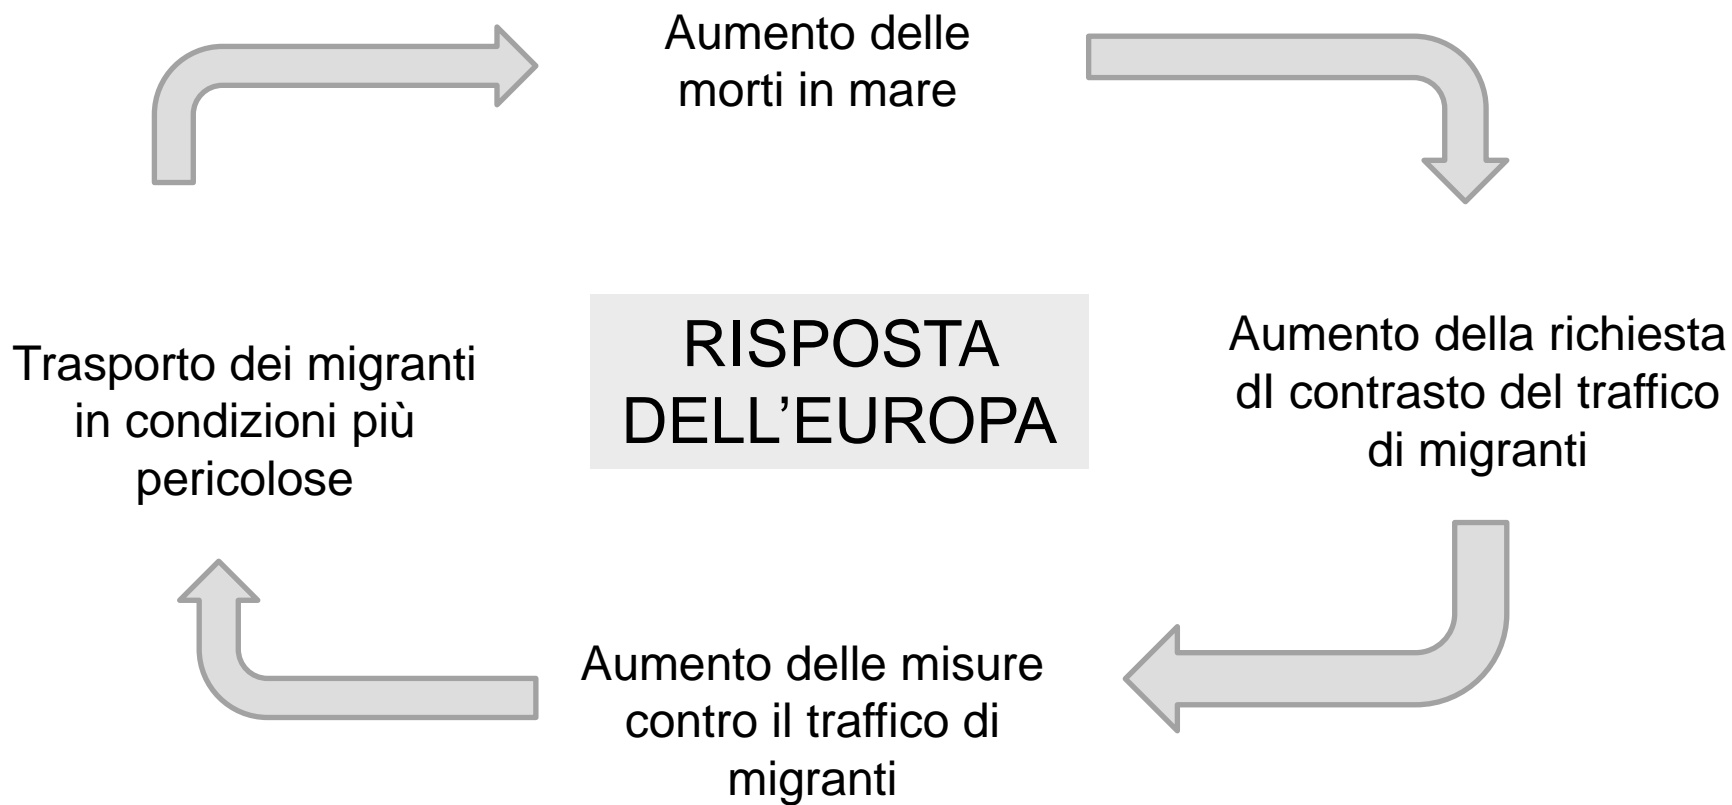 Aumento delle
morti in mare
Aumento della richiesta
dI contrasto del traffico
di migranti
RISPOSTA
DELL’EUROPA
Trasporto dei migranti
in condizioni più
pericolose
Aumento delle misure
contro il traffico di
migranti